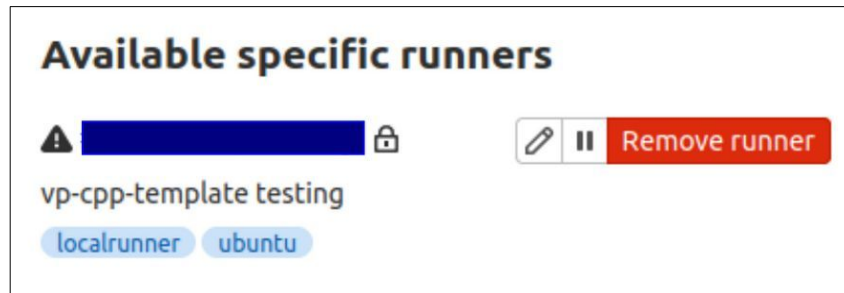 Available specific runners
Remove runner
vp-cpp-template testing
localrunner ubuntu